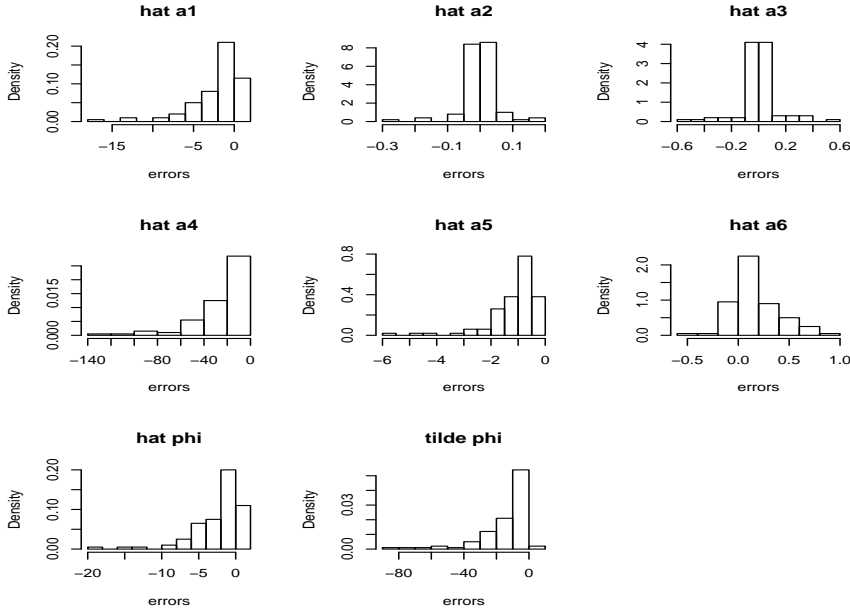 hat a1
Density
0.00
0.10
0.20
−15
−5
0
errors
hat a2
Density
0
2
4
8
−0.3
−0.1
0.1
errors
hat a3
Density
0
1
2
3
4
−0.6
−0.2
0.2
0.6
errors
hat a4
Density
0.000
0.015
−140
−80
−40
0
errors
hat a5
Density
0.0
0.4
0.8
−6
−4
−2
0
errors
hat a6
Density
0.0
1.0
2.0
−0.5
0.0
0.5
1.0
errors
hat phi
Density
0.00
0.10
0.20
−20
−10
−5
0
errors
tilde phi
Density
0.00
0.03
−80
−40
0
errors